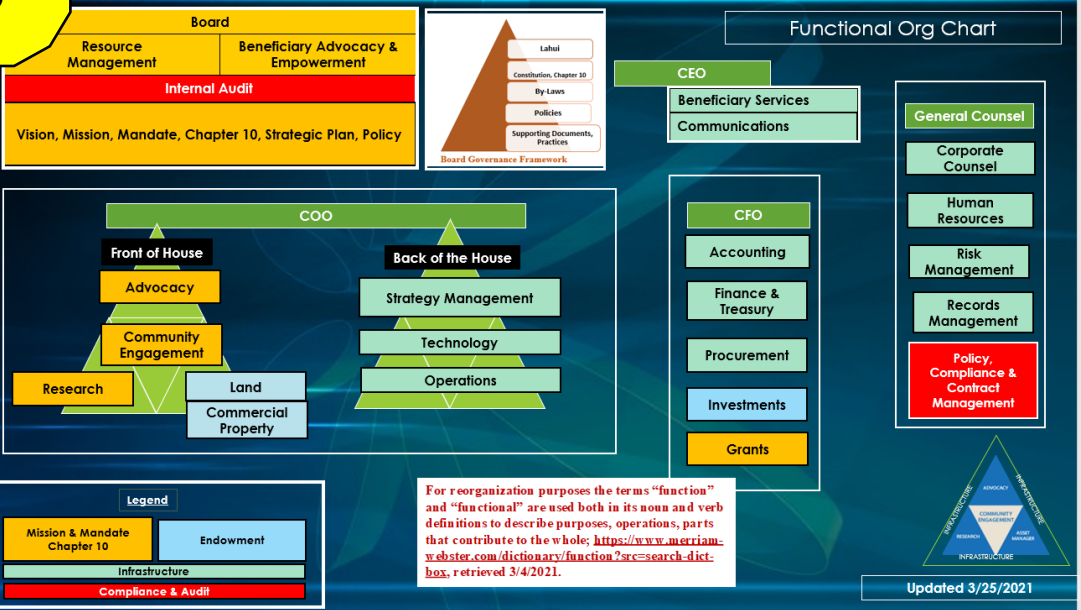 Board
Resource
Management
Beneficiary Advocacy &
Empowerment
Internal Audit
Vision, Mission, Mandate, Chapter 10, Strategic Plan, Policy
Lahui
Constitution, Chapter 10
By-Laws
Policies
Supporting Documents,
Practices
Board Governance Framework
Functional Org Chart
CEO
Beneficiary Services
Communications
General Counsel
Corporate
Counsel
Human
Resources
Risk
Management
Records
Management
Policy,
Compliance &
Contract
Management
COO
Front of House
Advocacy
Community
Engagement
Research
Land
Commercial
Property
Back of the House
Strategy Management
Technology
Operations
CFO
Accounting
Finance &
Treasury
Procurement
Investments
Grants
Legend
Mission & Mandate
Chapter 10
Endowment
Infrastructure
Compliance & Audit
For reorganization purposes the terms “function”
and “functional” are used both in its noun and verb
definitions to describe purposes, operations, parts
that contribute to the whole; https://www.merriam-
webster.com/dictionary/function?src=search-dict-
box, retrieved 3/4/2021.
INFRASTRUCTURE
INFRASTRUCTURE
ADVOCACY
COMMUNITY
ENGAGEMENT
RESEARCH
ASSET
MANAGER
INFRASTRUCTURE
Updated 3/25/2021